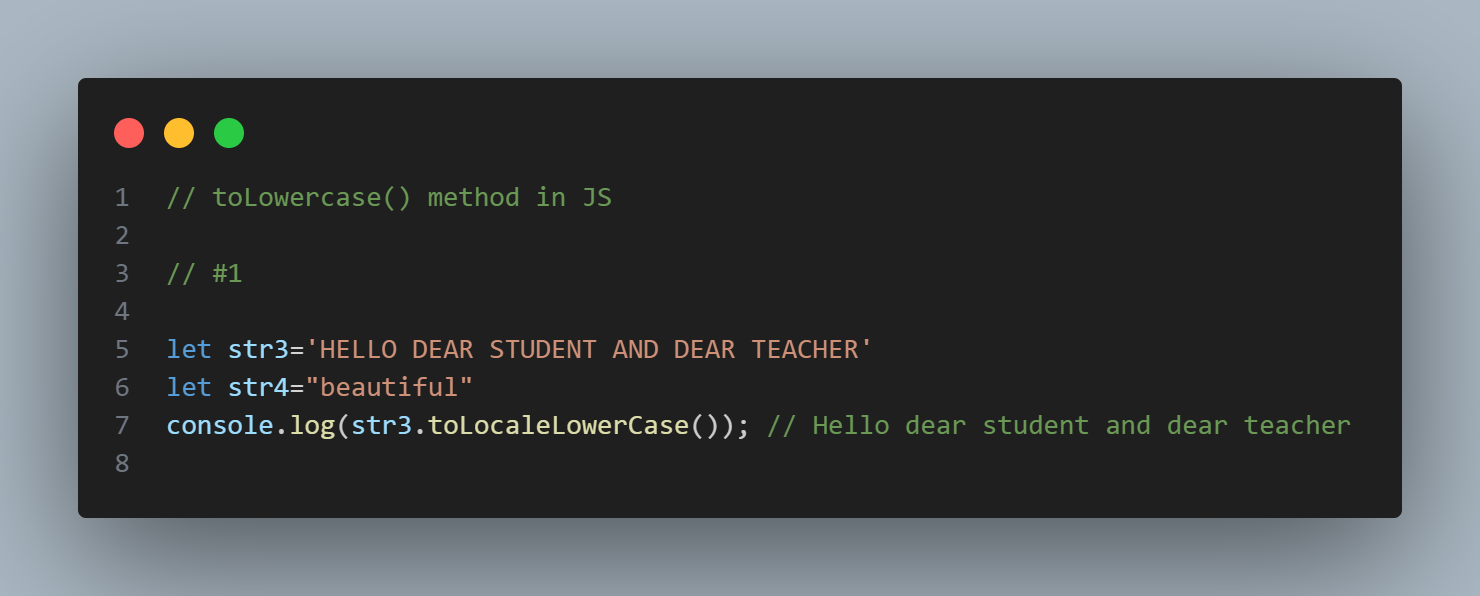 1 // toLowercase() method in JS
2
3 // #1
4
5 let str3='HELLO DEAR STUDENT AND DEAR TEACHER'
6 let str4="beautiful"
7 console.log(str3.toLocaleLowerCase()); // Hello dear student and dear teacher
8